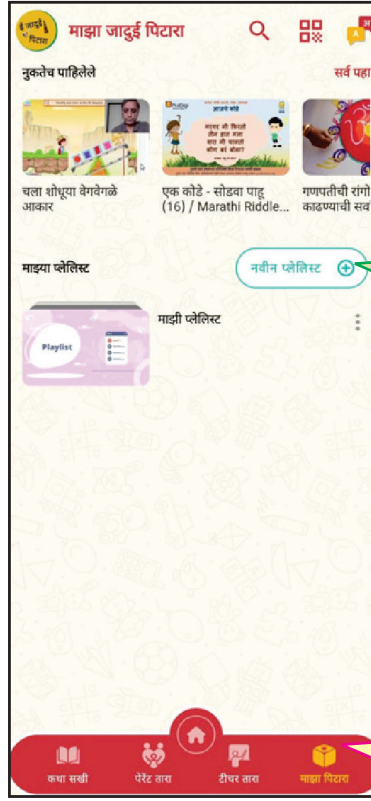 ई जादुई पिटारा
माझा जादुई पिटारा
अ
A
नुकतेच पाहिलेले
सर्व पहा
आजचे कोडे
चला शोधूया वेगवेगळे
आकार
एक कोडे - सोडवा पाहू
(16) / Marathi Riddle...
गणपतीची रांगो
काढण्याची सव
माझ्या प्लेलिस्ट
नवीन प्लेलिस्ट
Playlist
माझी प्लेलिस्ट
कथा सखी
पेरेंट तारा
टीचर तारा
माझा पिटारा